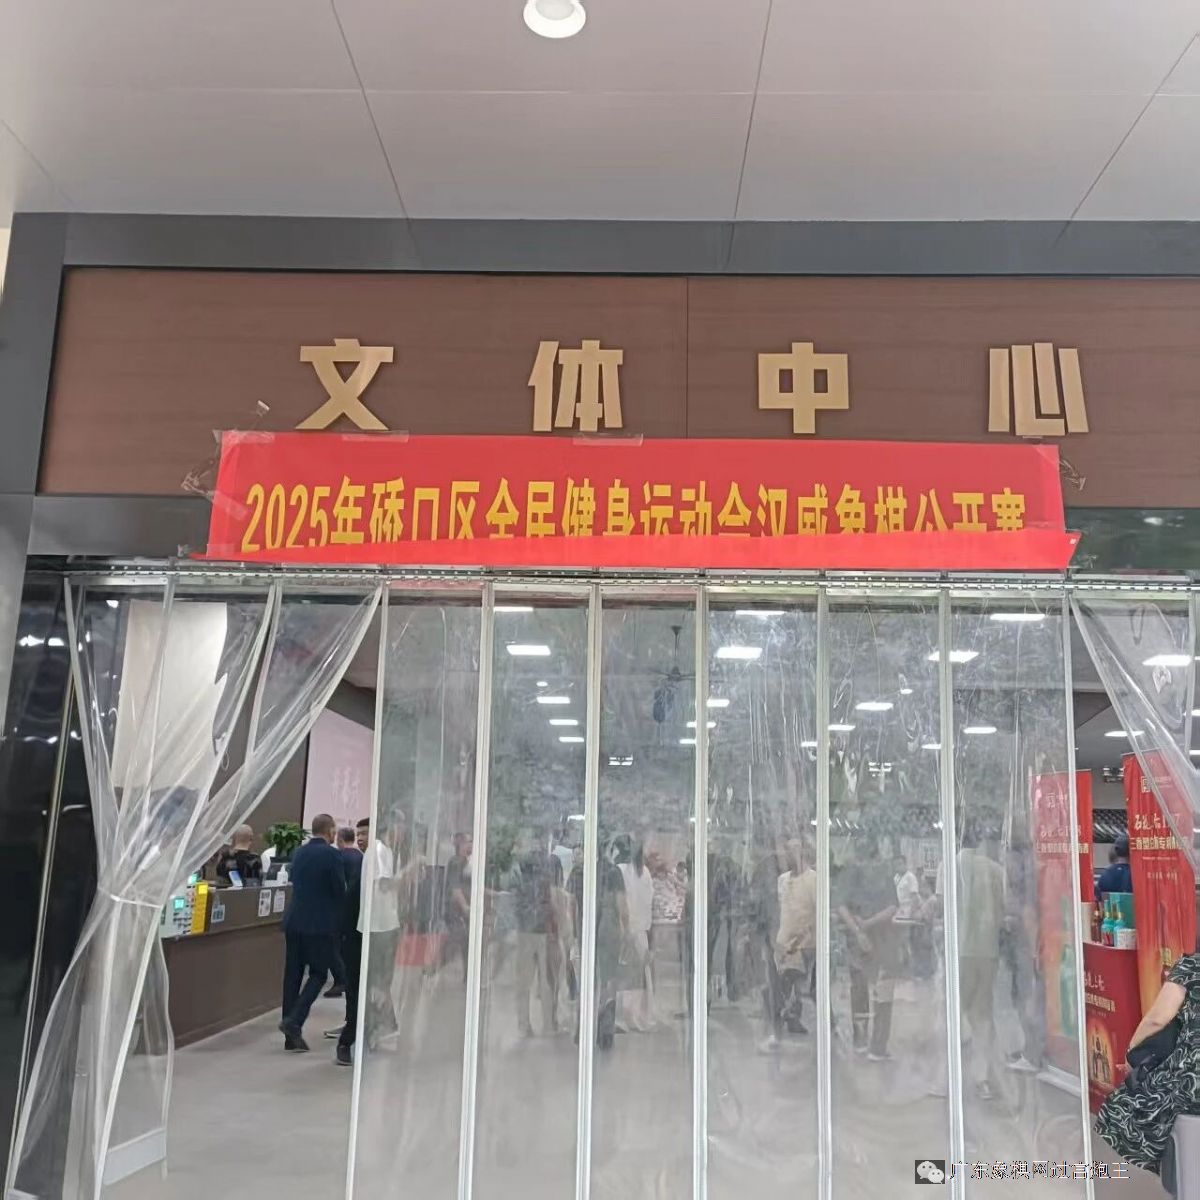 文体中心
2025年硚口区全民健身运动会汉威象棋公开赛
广东象棋网过宫炮王